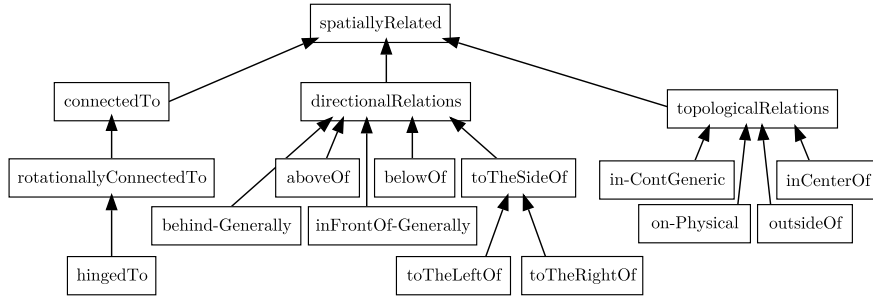 spatiallyRelated
connectedTo
directionalRelations
topologicalRelations
rotationallyConnectedTo
aboveOf
belowOf
toTheSideOf
in-ContGeneric
inCenterOf
behind-Generally
inFrontOf-Generally
on-Physical
outsideOf
hingedTo
toTheLeftOf
toTheRightOf